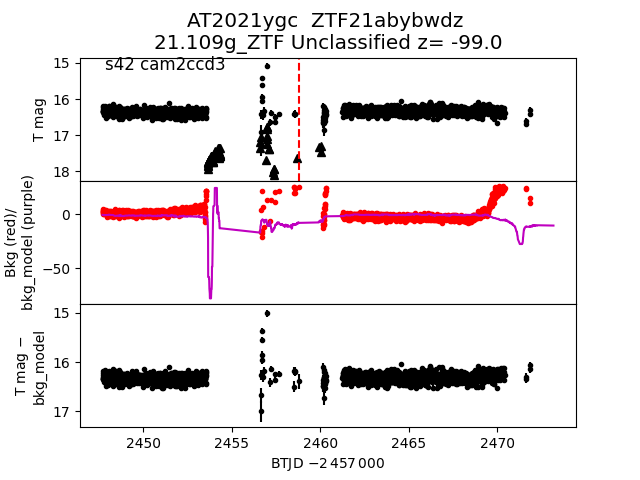 AT2021ygc  ZTF21abybwdz
21.109g_ZTF Unclassified z= -99.0
s42 cam2ccd3
15
16
17
18
T mag
0
−50
Bkg (red)/
bkg_model (purple)
15
16
17
T mag −
bkg_model
2450 2455 2460 2465 2470
BTJD −2 457 000